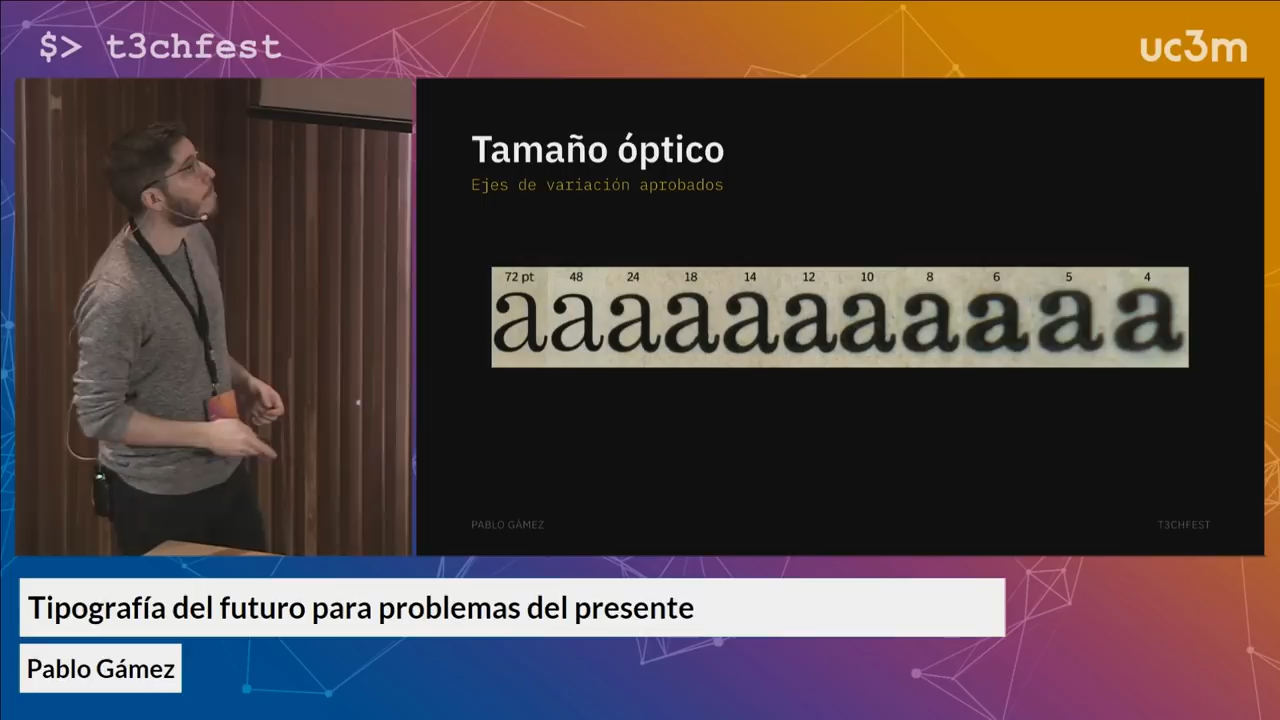 $> t3chfest
uc3m
Tamaño óptico
Ejes de variación aprobados
72 pt 48 24 18 14 12 10 8 6 5 4
a a a a a a a a a a a
PABLO GÁMEZ
T3CHFEST
Tipografía del futuro para problemas del presente
Pablo Gámez